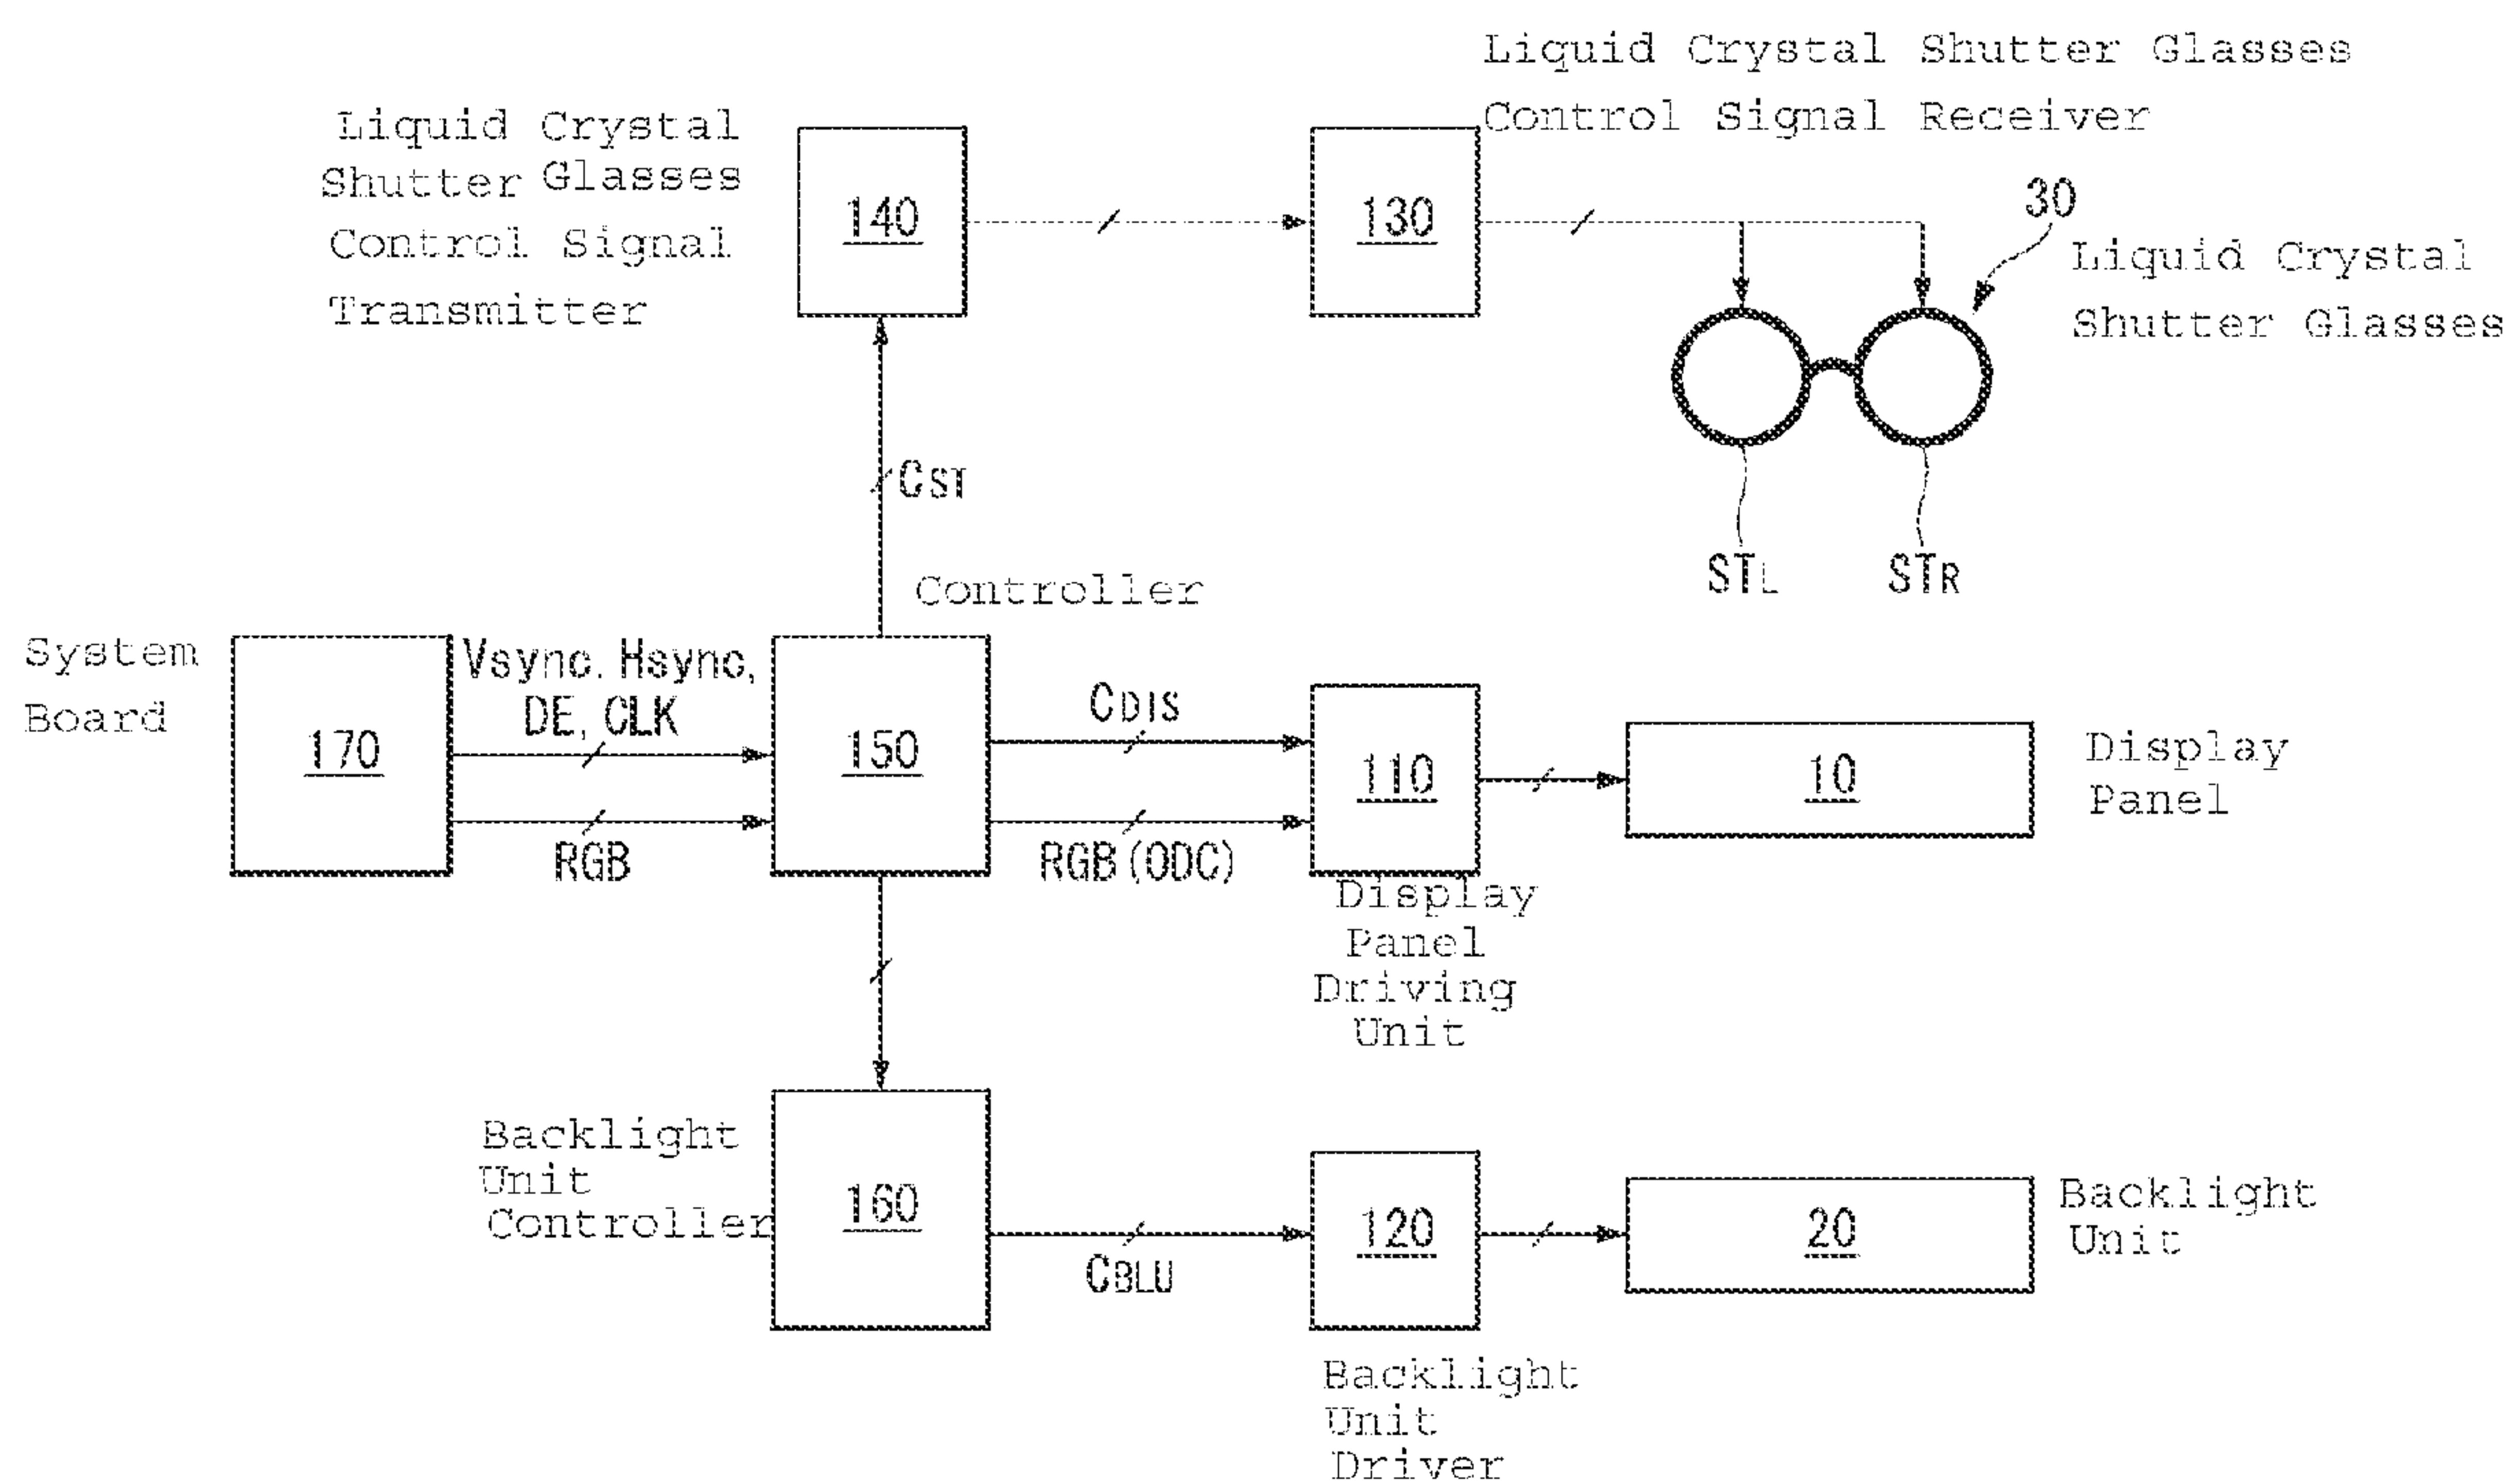 Liquid Crystal Shutter Glasses
Control Signal Receiver
Liquid Crystal
Shutter Glasses
Control Signal
Transmitter
140
130
30
Liquid Crystal
Shutter Glasses
CST
STL
STR
Controller
System
Board
170
Vsync. Hsync,
DE, CLK
RGB
150
CDIS
RGB(ODC)
110
Display
Panel
Driving
Unit
10
Display
Panel
Backlight
Unit
Controller
160
CBLU
120
Backlight
Unit
Driver
20
Backlight
Unit